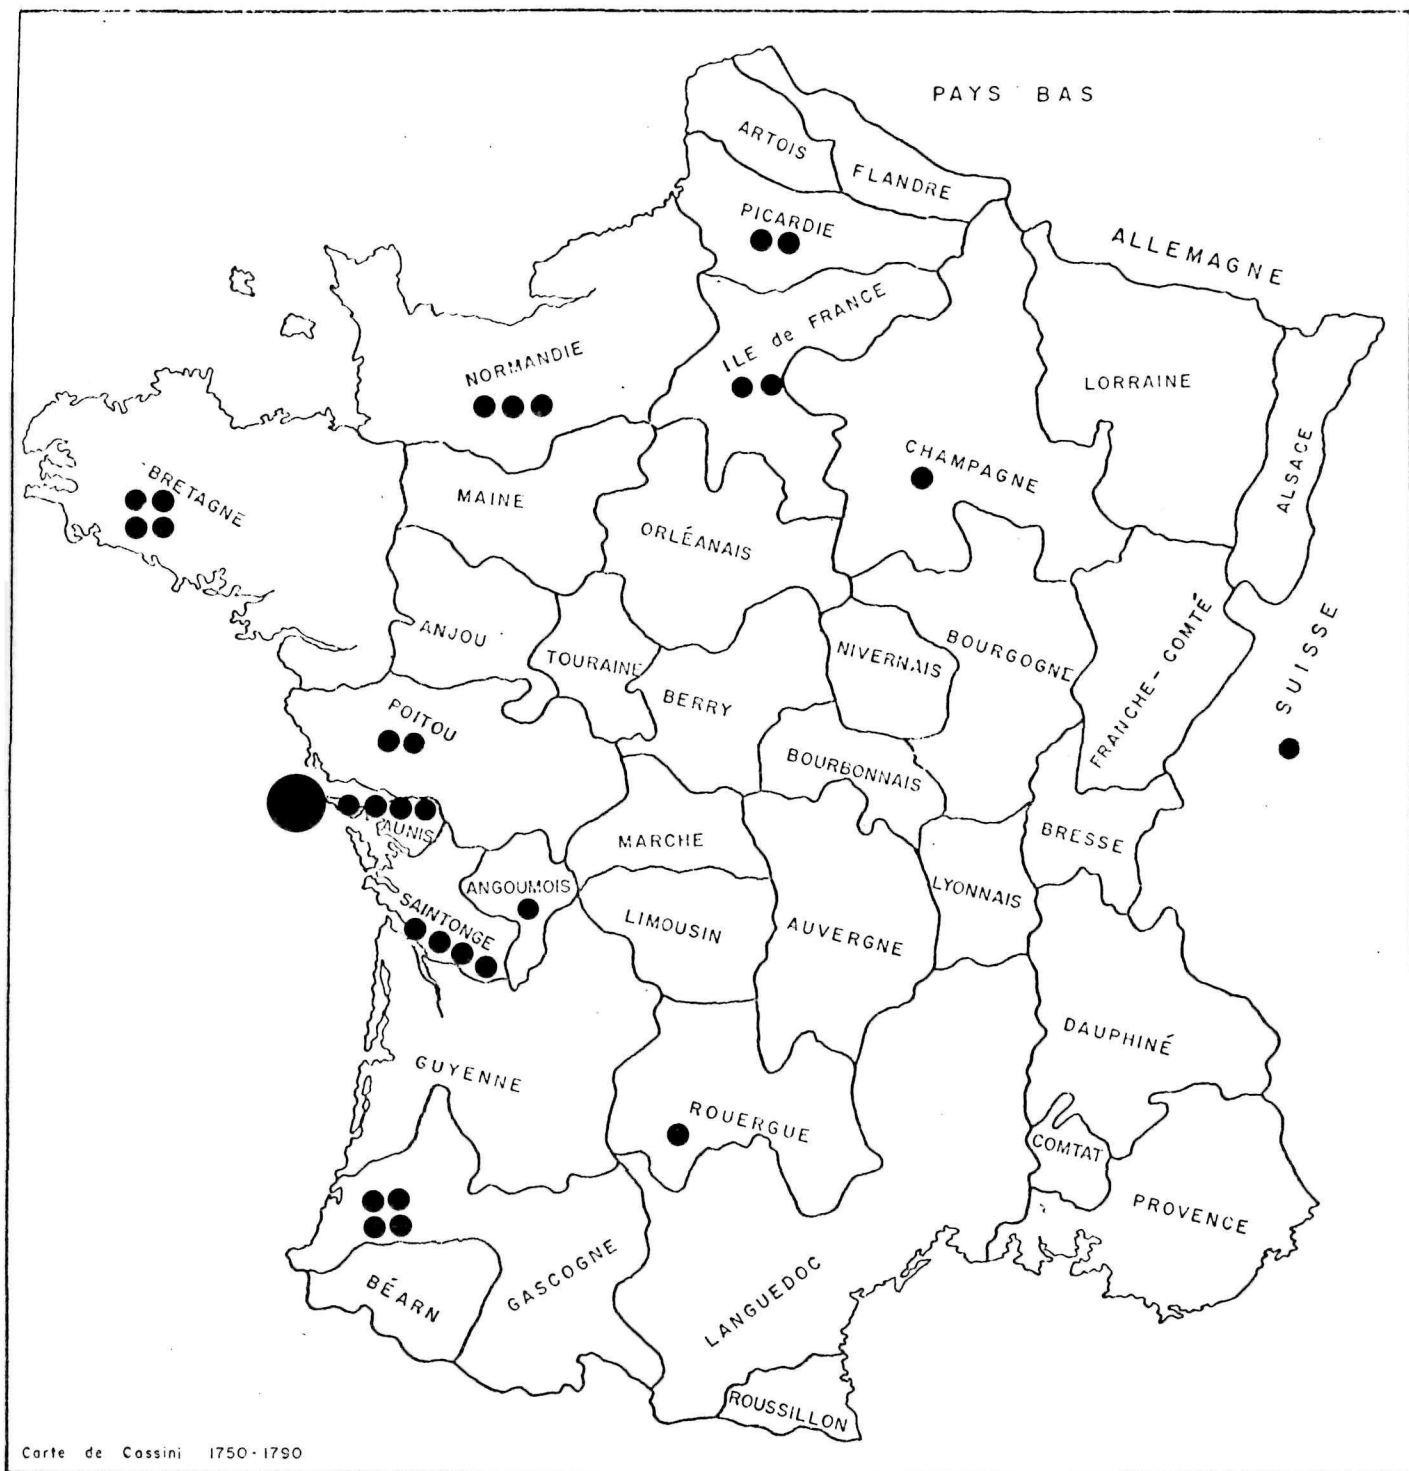 PAYS BAS
ARTOIS
FLANDRE
PICARDIE
ALLEMAGNE
ILE de FRANCE
NORMANDIE
LORRAINE
CHAMPAGNE
ALSACE
BRETAGNE
MAINE
ORLÉANAIS
ANJOU
TOURAINE
NIVERNAIS
BOURGOGNE
FRANCHE-COMTÉ
SUISSE
POITOU
BERRY
BOURBONNAIS
AUNIS
MARCHE
BRESSE
ANGOUMOIS
LYONNAIS
SAINTONGE
LIMOUSIN
AUVERGNE
DAUPHINÉ
GUYENNE
ROUERGUE
COMTAT
PROVENCE
GASCOGNE
BÉARN
LANGUEDOC
ROUSSILLON
Carte de Cassini 1750-1790